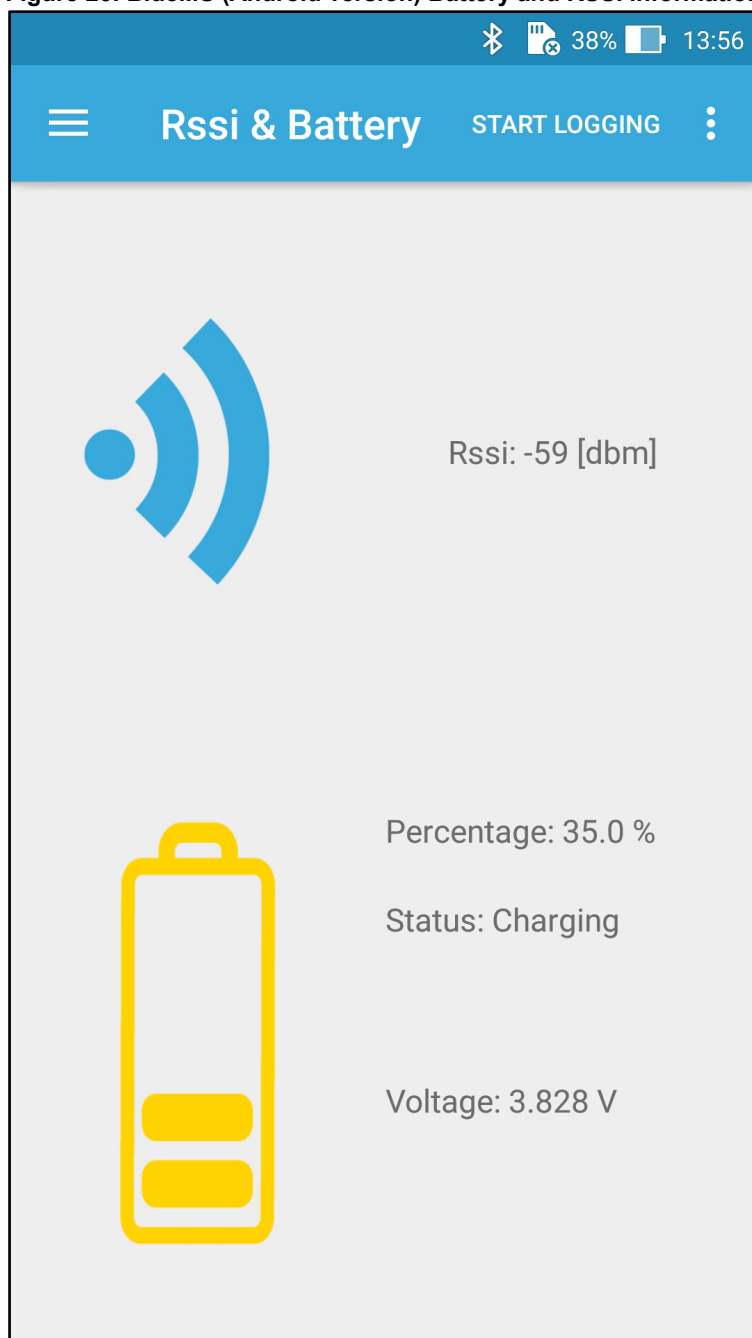 38% 13:56
Rssi & Battery START LOGGING
Rssi: -59 [dbm]
Percentage: 35.0 %
Status: Charging
Voltage: 3.828 V